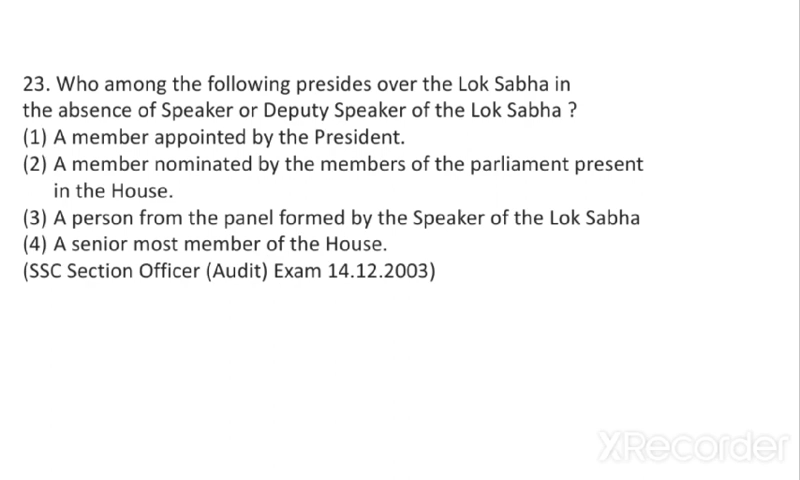 23. Who among the following presides over the Lok Sabha in
the absence of Speaker or Deputy Speaker of the Lok Sabha ?
(1) A member appointed by the President.
(2) A member nominated by the members of the parliament present
in the House.
(3) A person from the panel formed by the Speaker of the Lok Sabha
(4) A senior most member of the House.
(SSC Section Officer (Audit) Exam 14.12.2003)
XRecorder